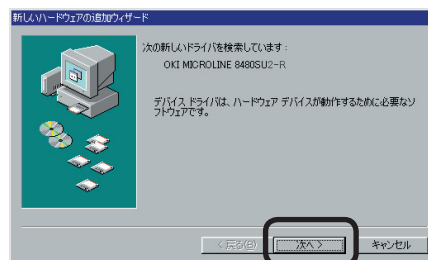 新しいハードウェアの追加ウィザード
次の新しいドライバを検索しています：
OKI MICROLINE 8480SU2-R
デバイス ドライバは、ハードウェア デバイスが動作するために必要なソ
フトウェアです。
< 戻る(B)
次へ >
キャンセル